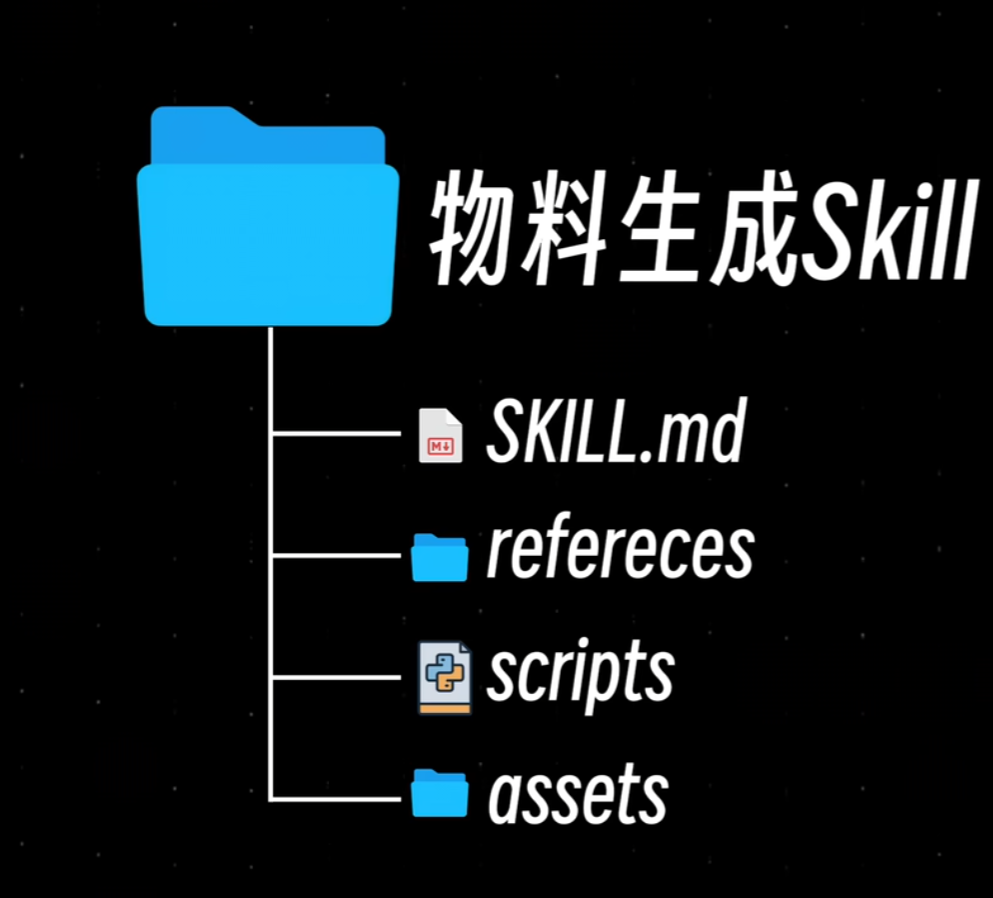 物料生成Skill
SKILL.md
refereces
scripts
assets